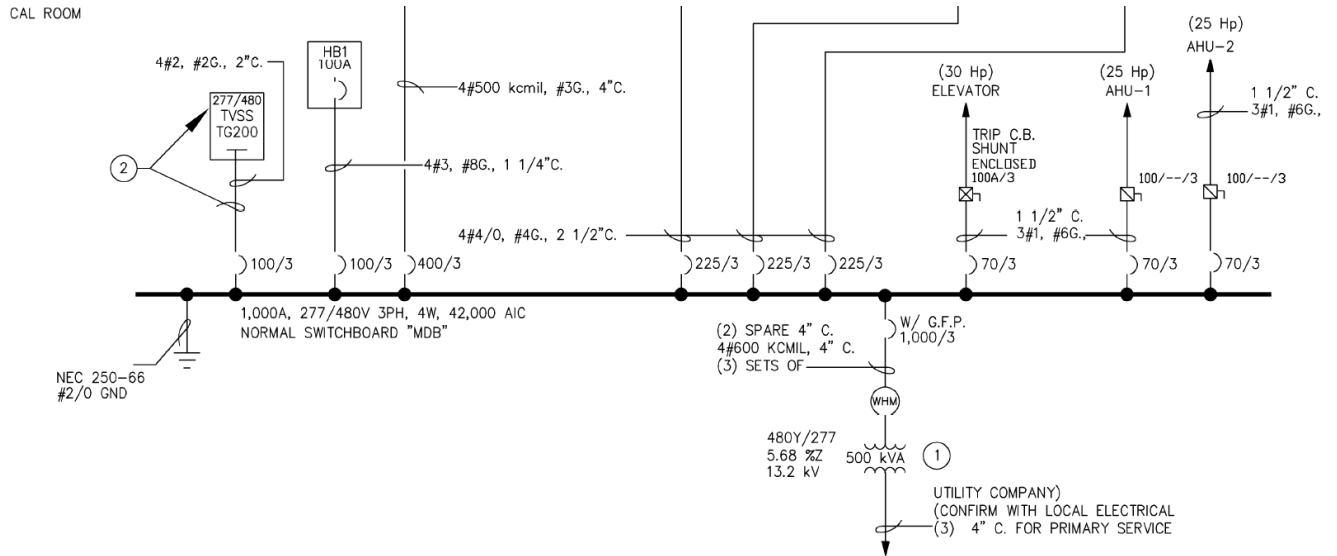 CAL ROOM
4#2, #2G., 2"C.
277/480
TVSS
TG200
2
HB1
100A
4#500 kcmil, #3G., 4"C.
4#3, #8G., 1 1/4"C.
4#4/0, #4G., 2 1/2"C.
(30 Hp)
ELEVATOR
TRIP C.B.
SHUNT
ENCLOSED
100A/3
(25 Hp)
AHU-1
100/--/3
(25 Hp)
AHU-2
1 1/2" C.
3#1, #6G.,
100/--/3
1 1/2" C.
3#1, #6G.,
100/3
100/3
400/3
225/3
225/3
225/3
70/3
70/3
70/3
1,000A, 277/480V 3PH, 4W, 42,000 AIC
NORMAL SWITCHBOARD "MDB"
NEC 250-66
#2/0 GND
(2) SPARE 4" C.
4#600 KCMIL, 4" C.
(3) SETS OF
W/ G.F.P.
1,000/3
WHM
480Y/277
5.68 %Z
13.2 kV
500 kVA
1
UTILITY COMPANY)
(CONFIRM WITH LOCAL ELECTRICAL
(3) 4" C. FOR PRIMARY SERVICE